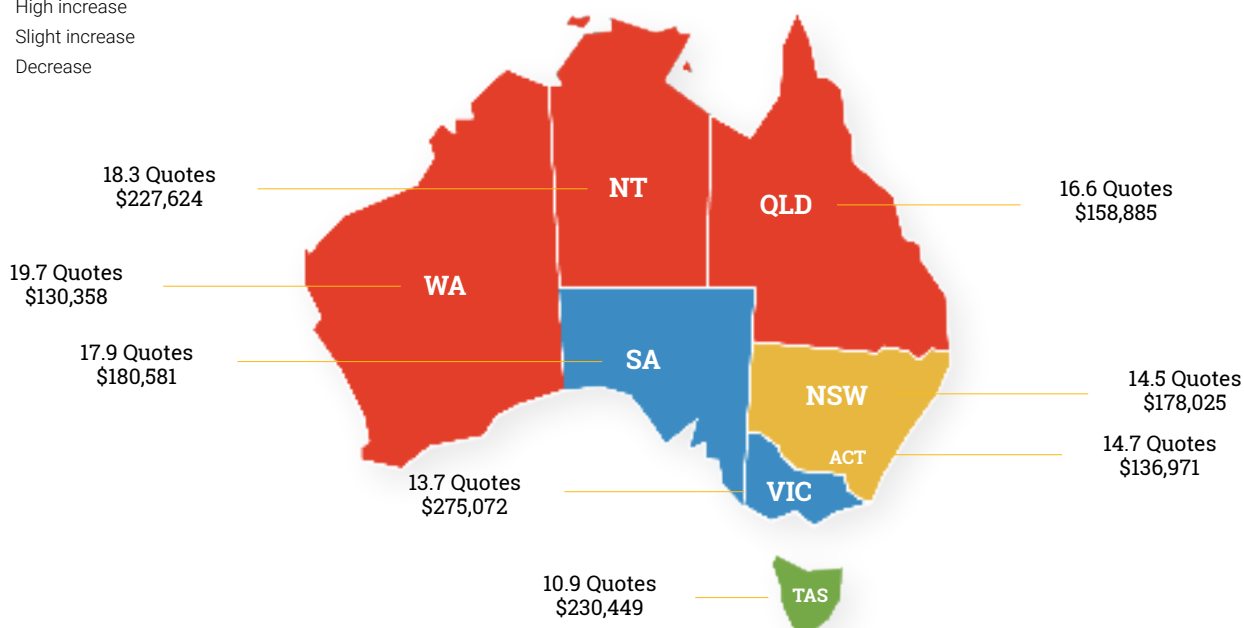 High increase
Slight increase
Decrease
18.3 Quotes
$227,624
NT
QLD
16.6 Quotes
$158,885
19.7 Quotes
$130,358
WA
17.9 Quotes
$180,581
SA
NSW
14.5 Quotes
$178,025
ACT
14.7 Quotes
$136,971
13.7 Quotes
$275,072
VIC
10.9 Quotes
$230,449
TAS